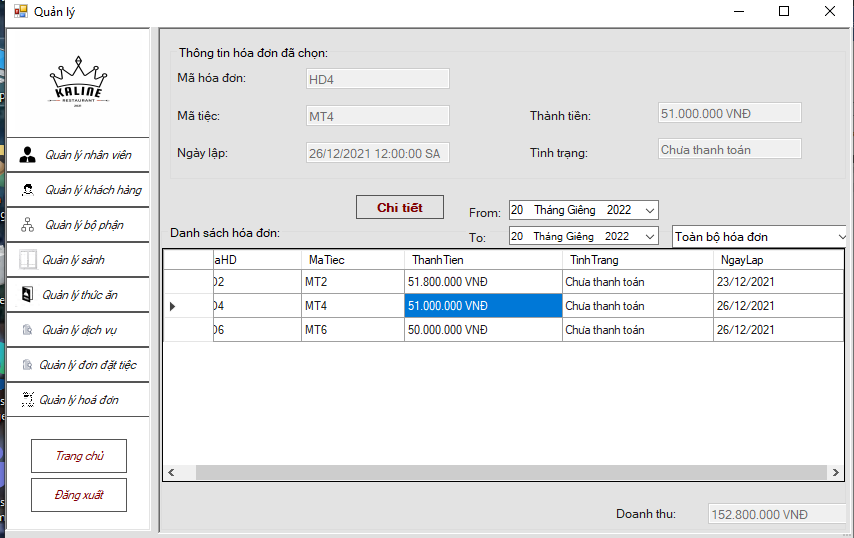 Quản lý
KALINE
RESTAURANT
Quản lý nhân viên
Quản lý khách hàng
Quản lý bộ phận
Quản lý sảnh
Quản lý thức ăn
Quản lý dịch vụ
Quản lý đơn đặt tiệc
Quản lý hoá đơn
Trang chủ
Đăng xuất
Thông tin hóa đơn đã chọn:
Mã hóa đơn: HD4
Mã tiệc: MT4 Thành tiền: 51.000.000 VNĐ
Ngày lập: 26/12/2021 12:00:00 SA Tình trạng: Chưa thanh toán
Chi tiết From: 20 Tháng Giêng 2022
Danh sách hóa đơn: To: 20 Tháng Giêng 2022 Toàn bộ hóa đơn
aHD MaTiec ThanhTien TinhTrang NgayLap
D2 MT2 51.800.000 VNĐ Chưa thanh toán 23/12/2021
D4 MT4 51.000.000 VNĐ Chưa thanh toán 26/12/2021
D6 MT6 50.000.000 VNĐ Chưa thanh toán 26/12/2021
Doanh thu: 152.800.000 VNĐ